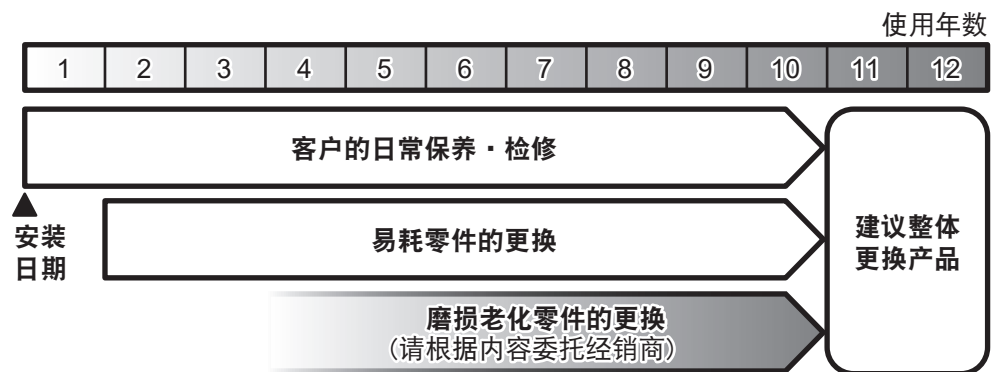 使用年数
1 2 3 4 5 6 7 8 9 10 11 12
客户的日常保养·检修
安装
日期
易耗零件的更换
建议整体
更换产品
磨损老化零件的更换
(请根据内容委托经销商)